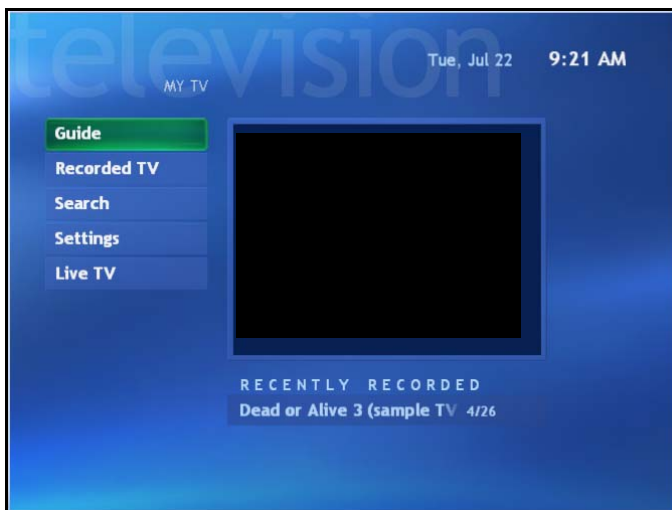 television
Tue, Jul 22 9:21 AM
MY TV
Guide
Recorded TV
Search
Settings
Live TV
RECENTLY RECORDED
Dead or Alive 3 (sample TV 4/26